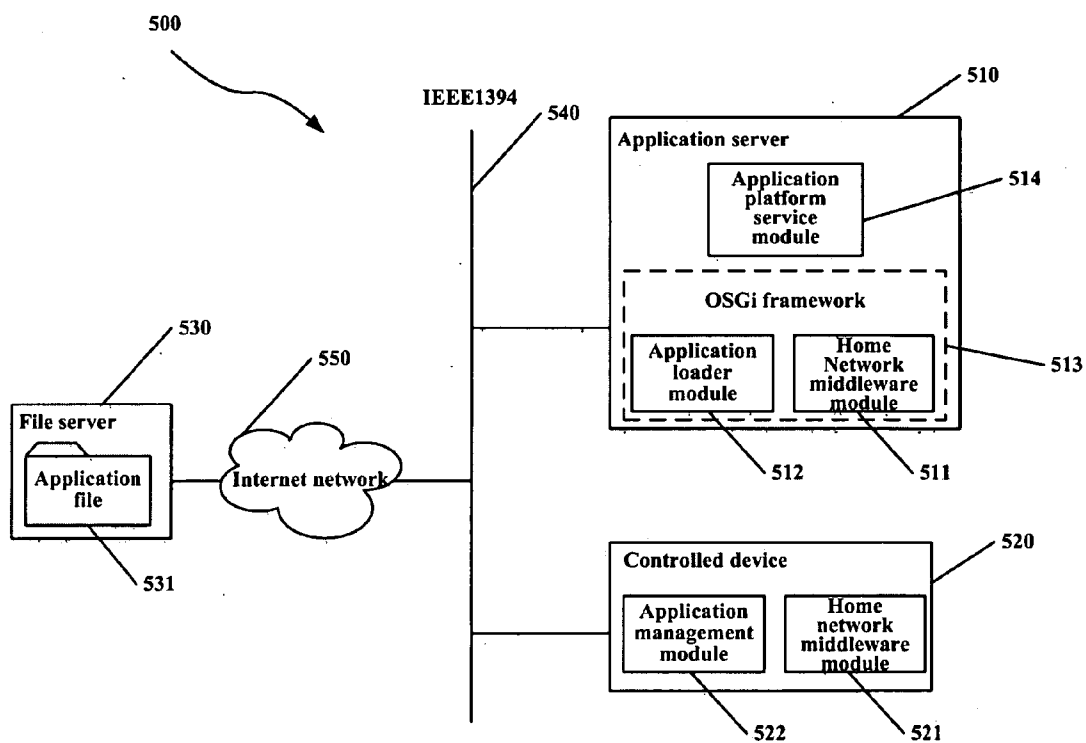 500
IEEE1394
540
510
Application server
Application
platform
service
module
514
OSGi framework
Application
loader
module
Home
Network
middleware
module
513
512
511
530
550
File server
Application
file
531
Internet network
520
Controlled device
Application
management
module
Home
network
middleware
module
522
521